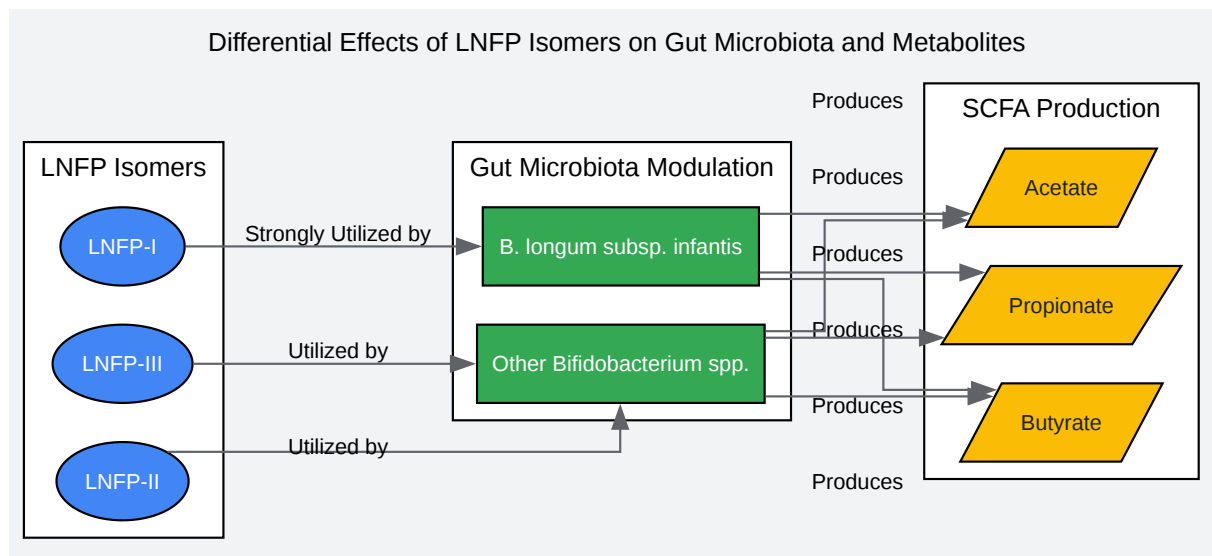 Differential Effects of LNFP Isomers on Gut Microbiota and Metabolites
LNFP Isomers
LNFP-I
LNFP-III
LNFP-II
Strongly Utilized by
Utilized by
Utilized by
Gut Microbiota Modulation
B. longum subsp. infantis
Other Bifidobacterium spp.
Produces
Produces
Produces
Produces
Produces
Produces
SCFA Production
Acetate
Propionate
Butyrate